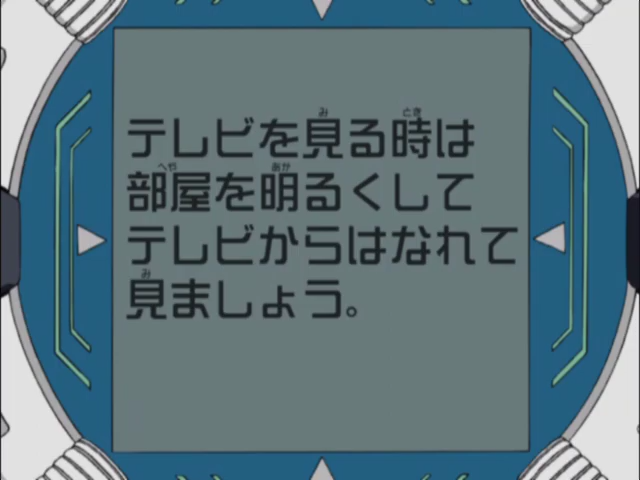 テレビを見る時は
部屋を明るくして
テレビからはなれて
見ましょう。